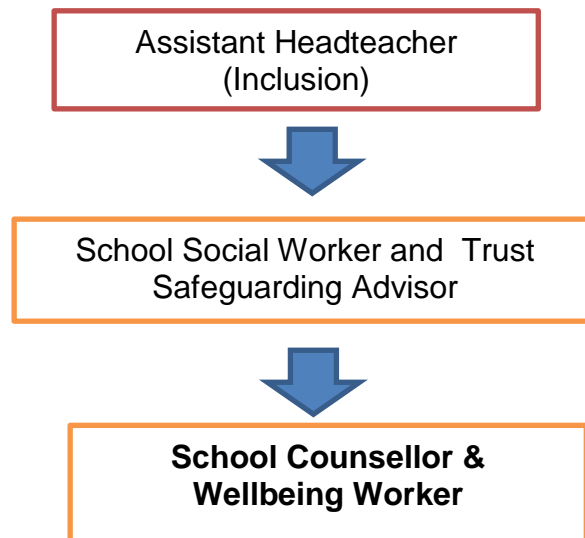 Assistant Headteacher
(Inclusion)
School Social Worker and  Trust
Safeguarding Advisor
School Counsellor &
Wellbeing Worker